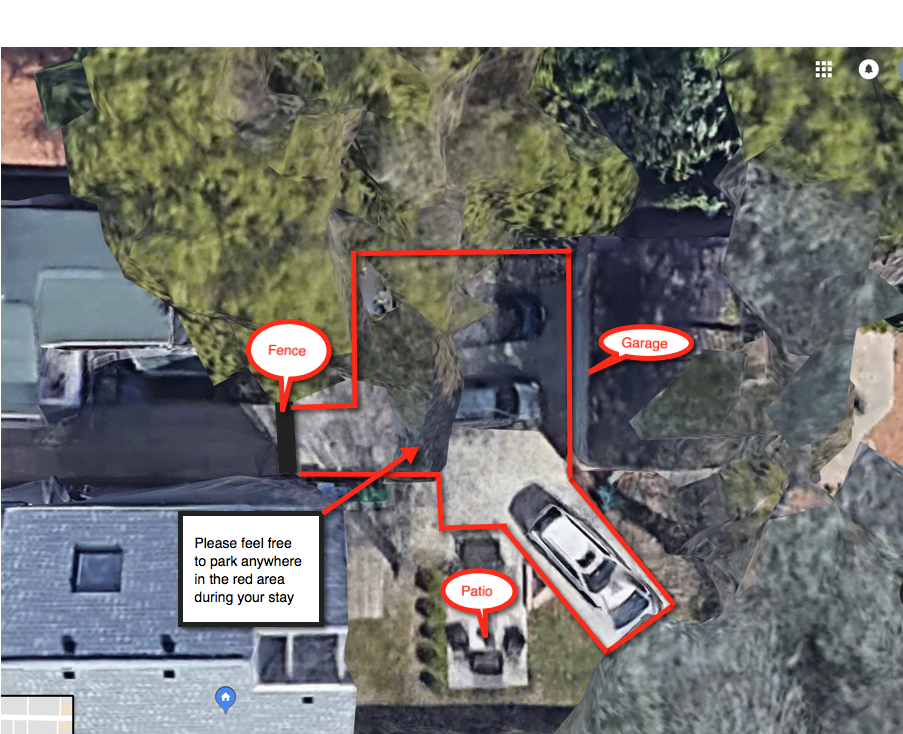 Fence
Garage
Please feel free
to park anywhere
in the red area
during your stay
Patio